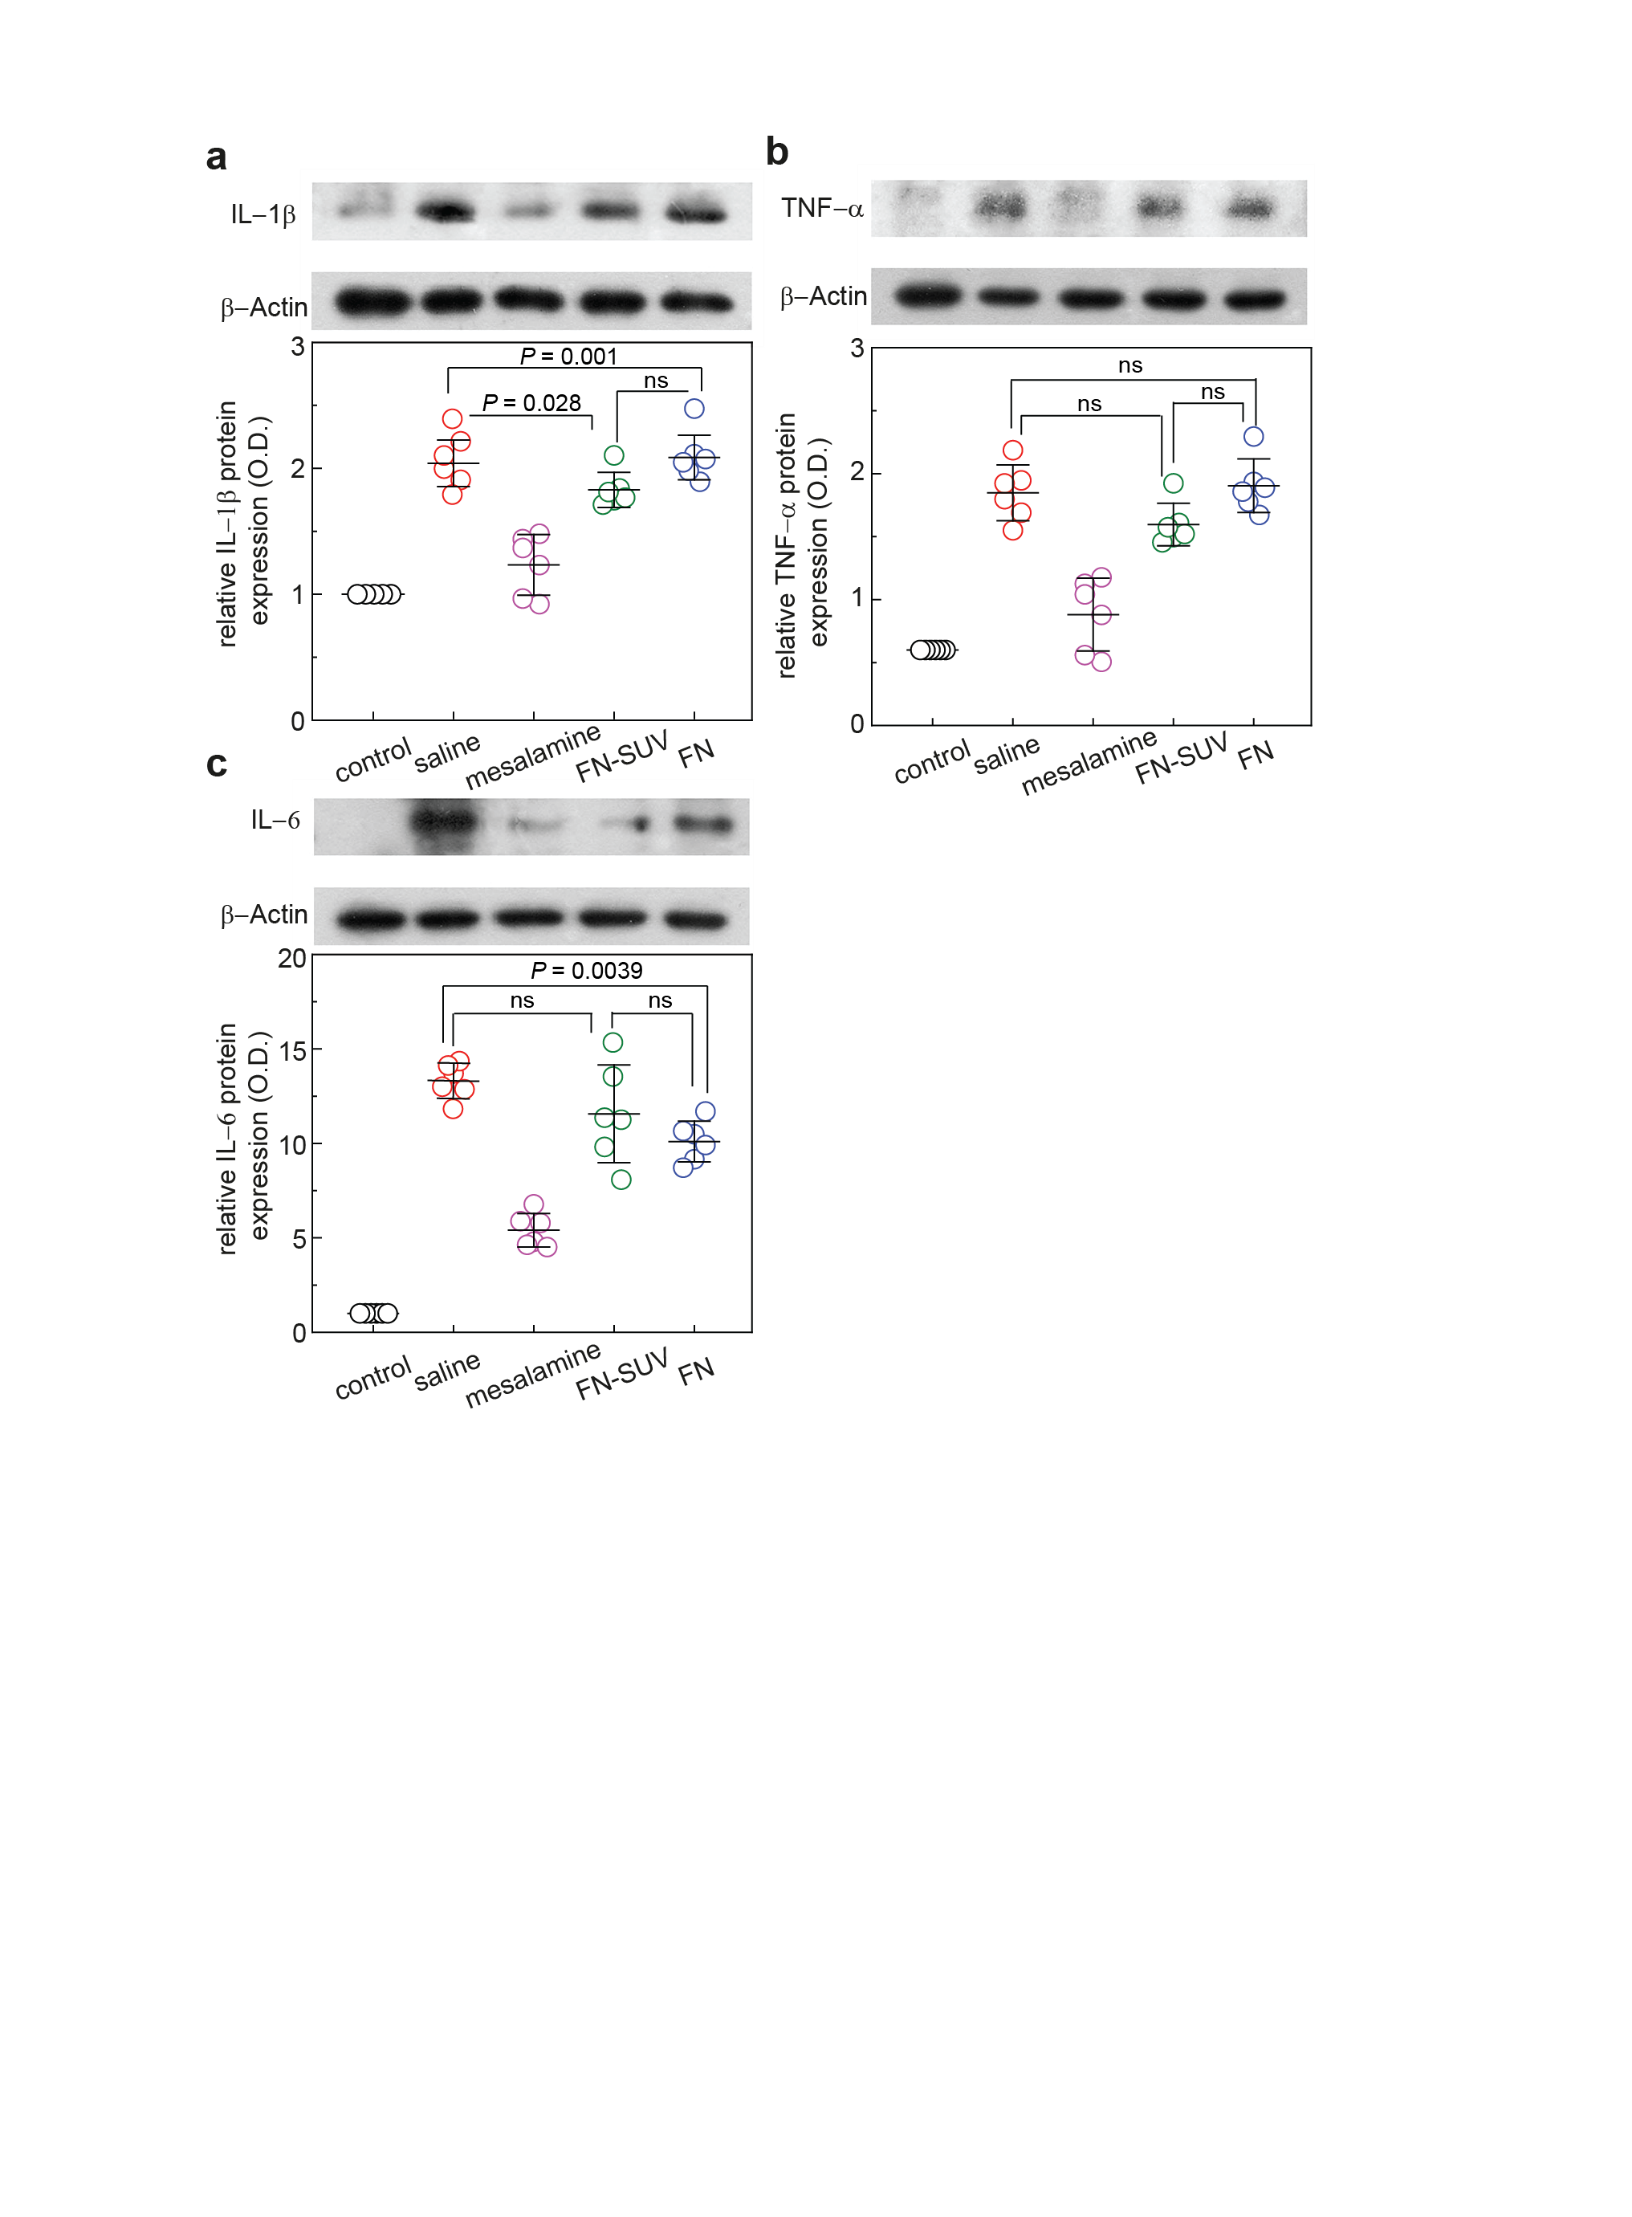 a
IL−1β
β−Actin
3
2
1
0
relative IL−1β protein
expression (O.D.)
P = 0.001
ns
P = 0.028
control
saline
mesalamine
FN-SUV
FN
b
TNF−α
β−Actin
3
2
1
0
relative TNF−α protein
expression (O.D.)
ns
ns
ns
control
saline
mesalamine
FN-SUV
FN
c
IL−6
β−Actin
20
15
10
5
0
relative IL−6 protein
expression (O.D.)
P = 0.0039
ns
ns
control
saline
mesalamine
FN-SUV
FN